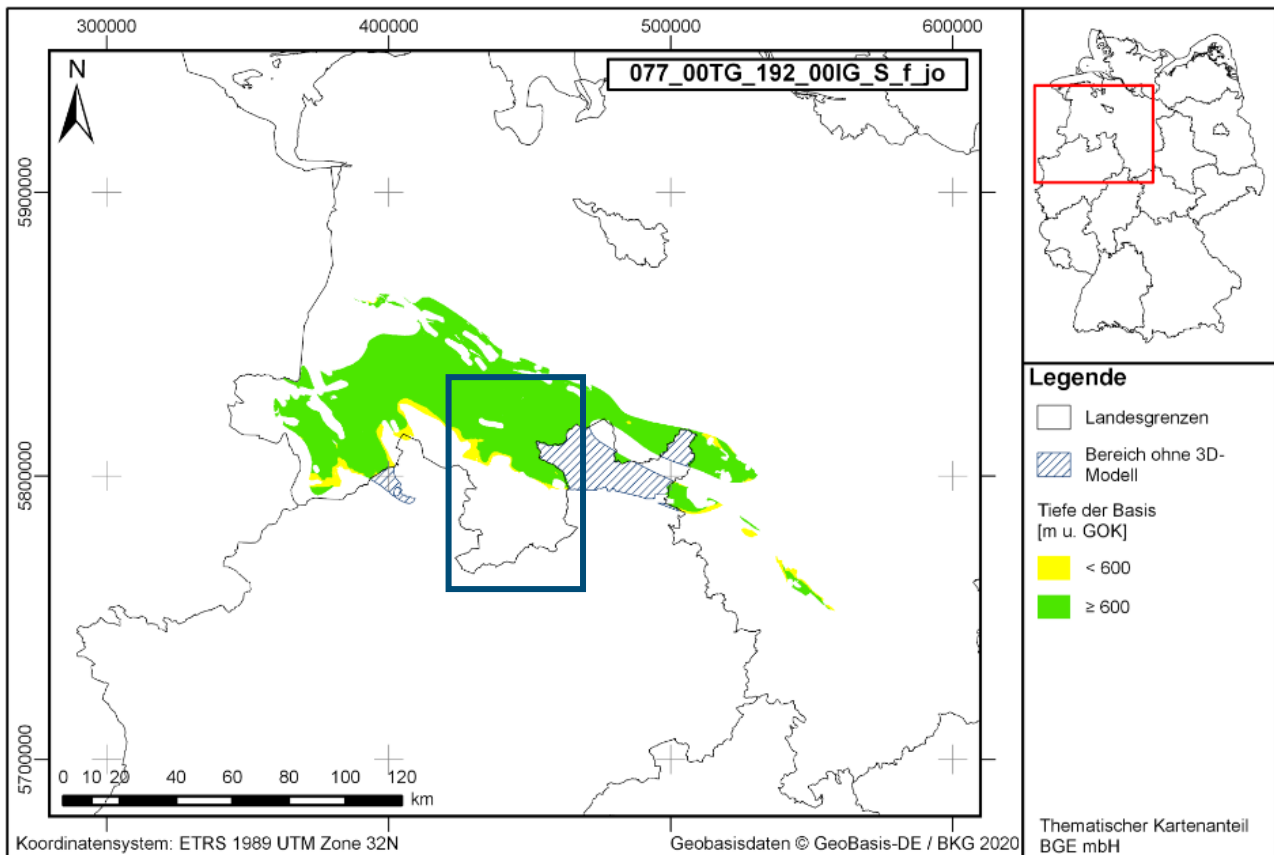 300000
400000
500000
600000
N
077_00TG_192_00IG_S_f_jo
5900000
5800000
5700000
0 10 20 40 60 80 100 120
km
Koordinatensystem: ETRS 1989 UTM Zone 32N
Geobasisdaten © GeoBasis-DE / BKG 2020
Legende
Landesgrenzen
Bereich ohne 3D-
Modell
Tiefe der Basis
[m u. GOK]
< 600
≥ 600
Thematischer Kartenanteil
BGE mbH